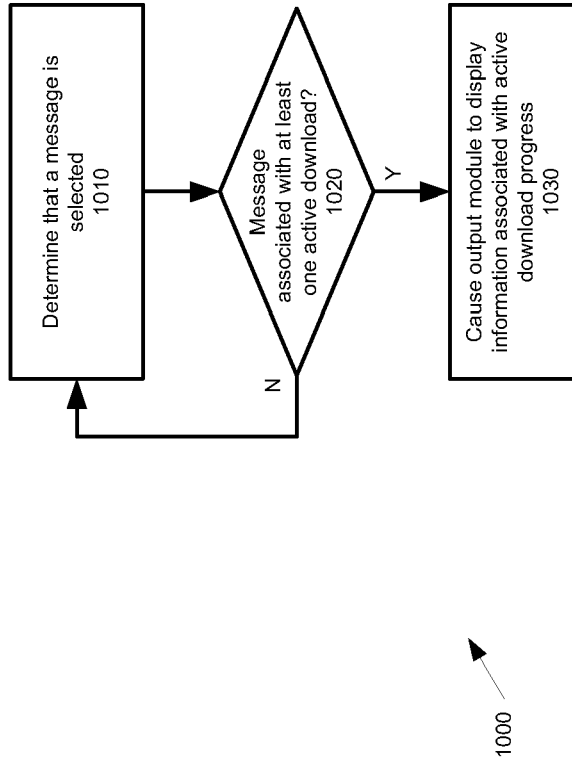 Determine that a message is
selected
1010
Message
associated with at least
one active download?
1020
N
Y
Cause output module to display
information associated with active
download progress
1030
1000